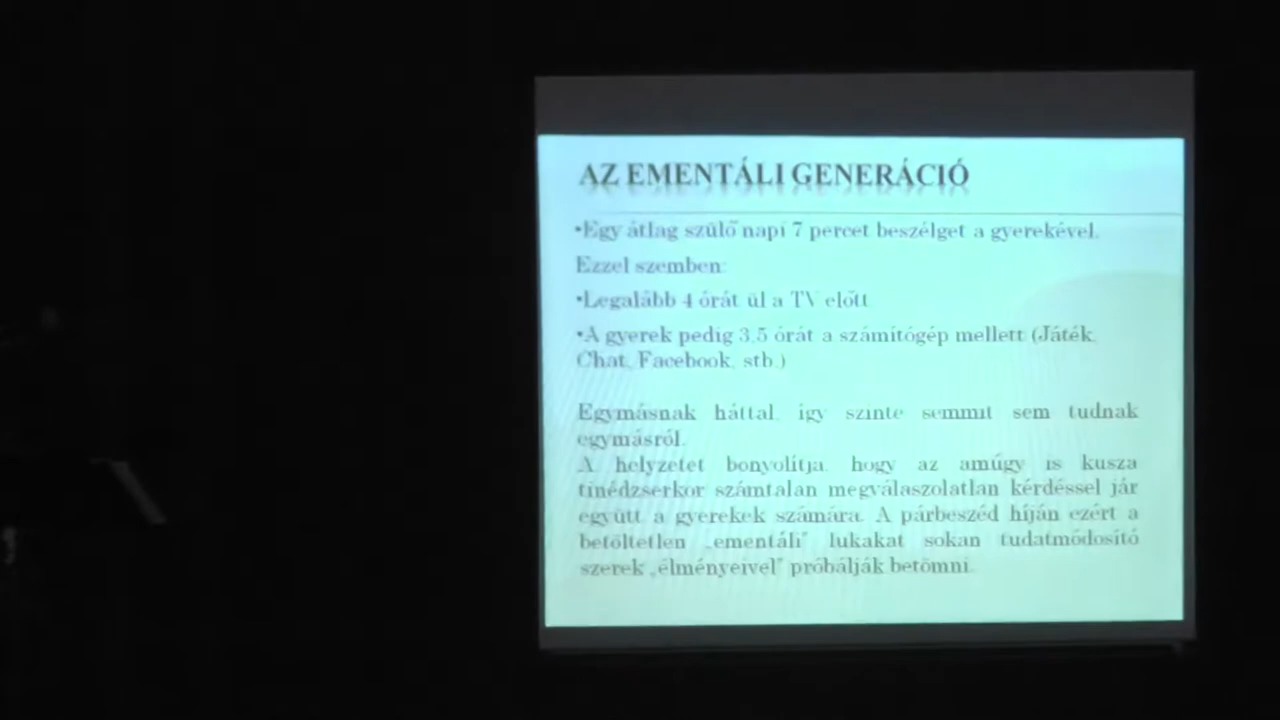 AZ EMENTÁLI GENERÁCIÓ
•Egy átlag szülő napi 7 percet beszélget a gyerekével.
Ezzel szemben:
•Legalább 4 órát ül a TV előtt
•A gyerek pedig 3,5 órát a számítógép mellett (Játék,
Chat, Facebook, stb.)
Egymásnak háttal, így szinte semmit sem tudnak
egymásról.
A helyzetet bonyolítja, hogy az amúgy is kusza
tinédzserkor számtalan megválaszolatlan kérdéssel jár
együtt a gyerekek számára. A párbeszéd híján ezért a
betöltetlen „ementáli” lukakat sokan tudatmódosító
szerek „élményeivel” próbálják betömni.